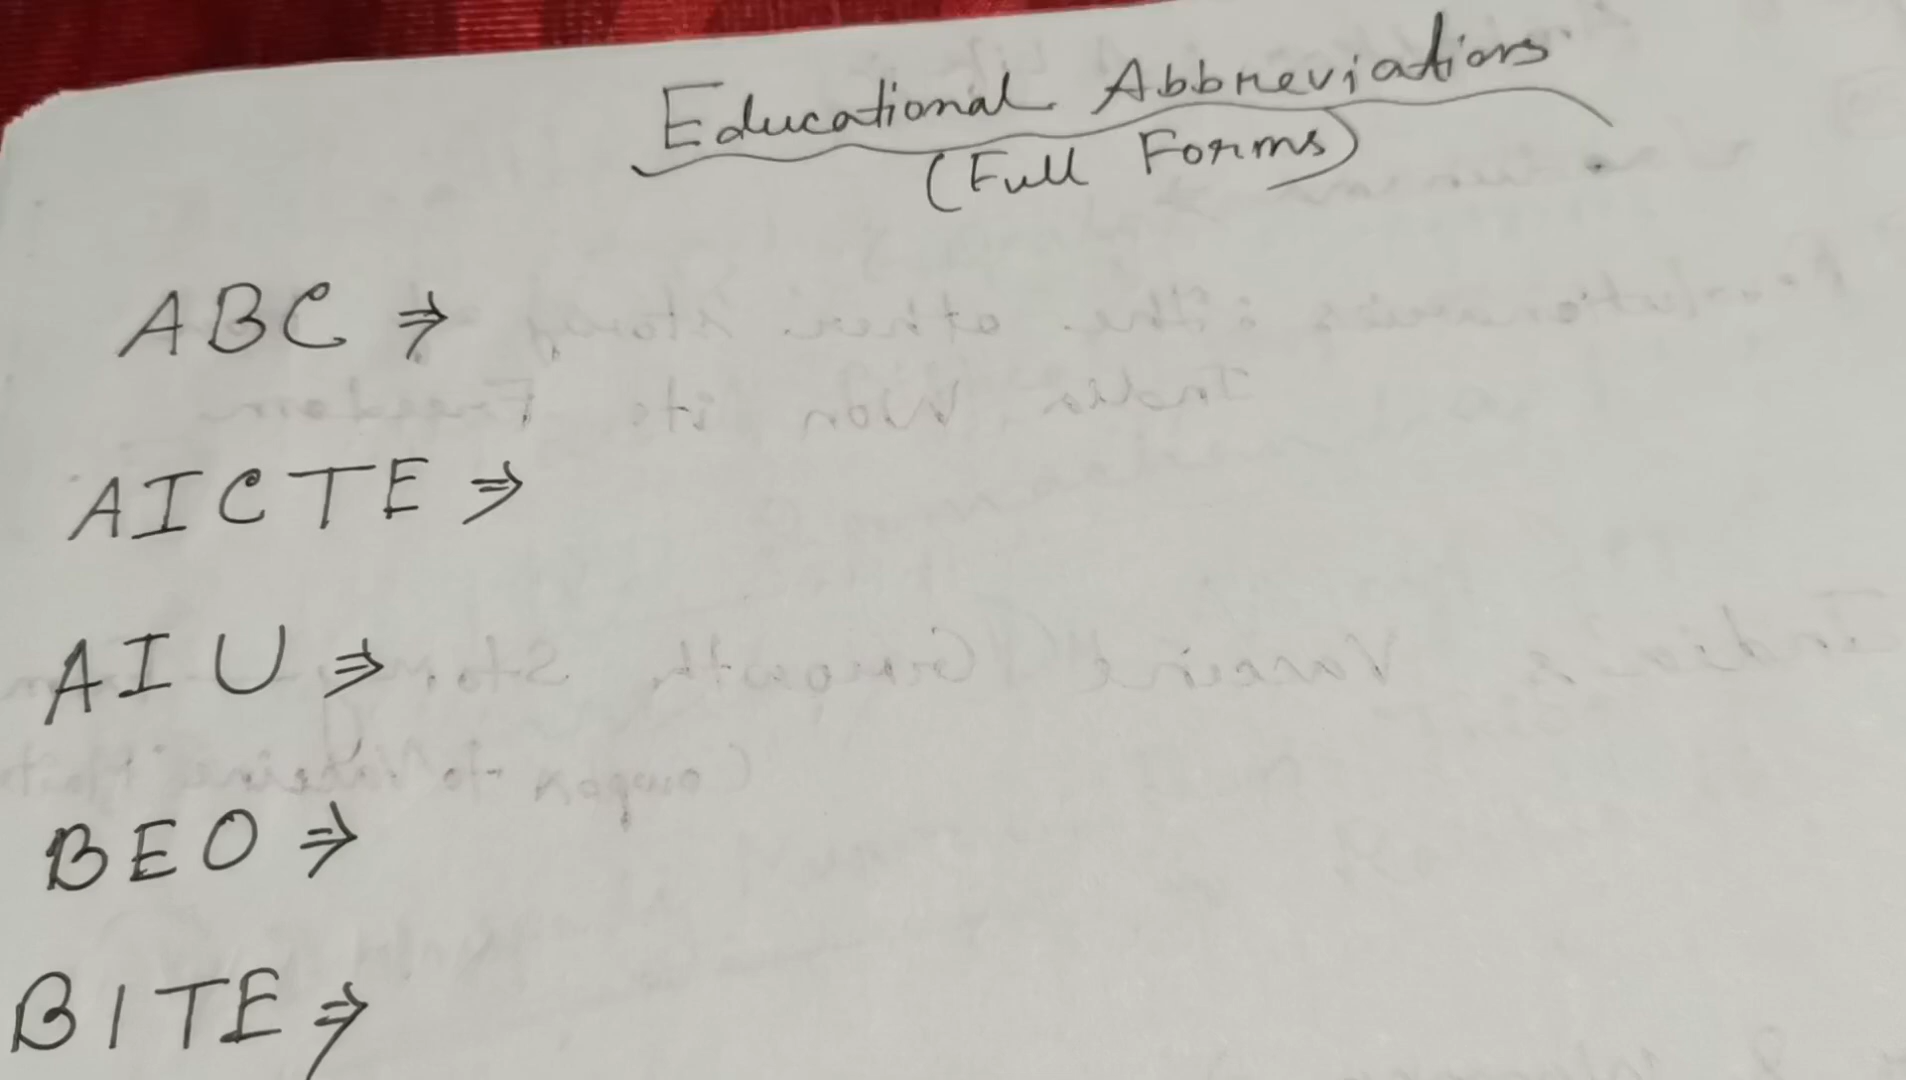 Educational Abbreviations
(Full Forms)
ABC ⇒
AICTE ⇒
AIU ⇒
BEO ⇒
BITE ⇒